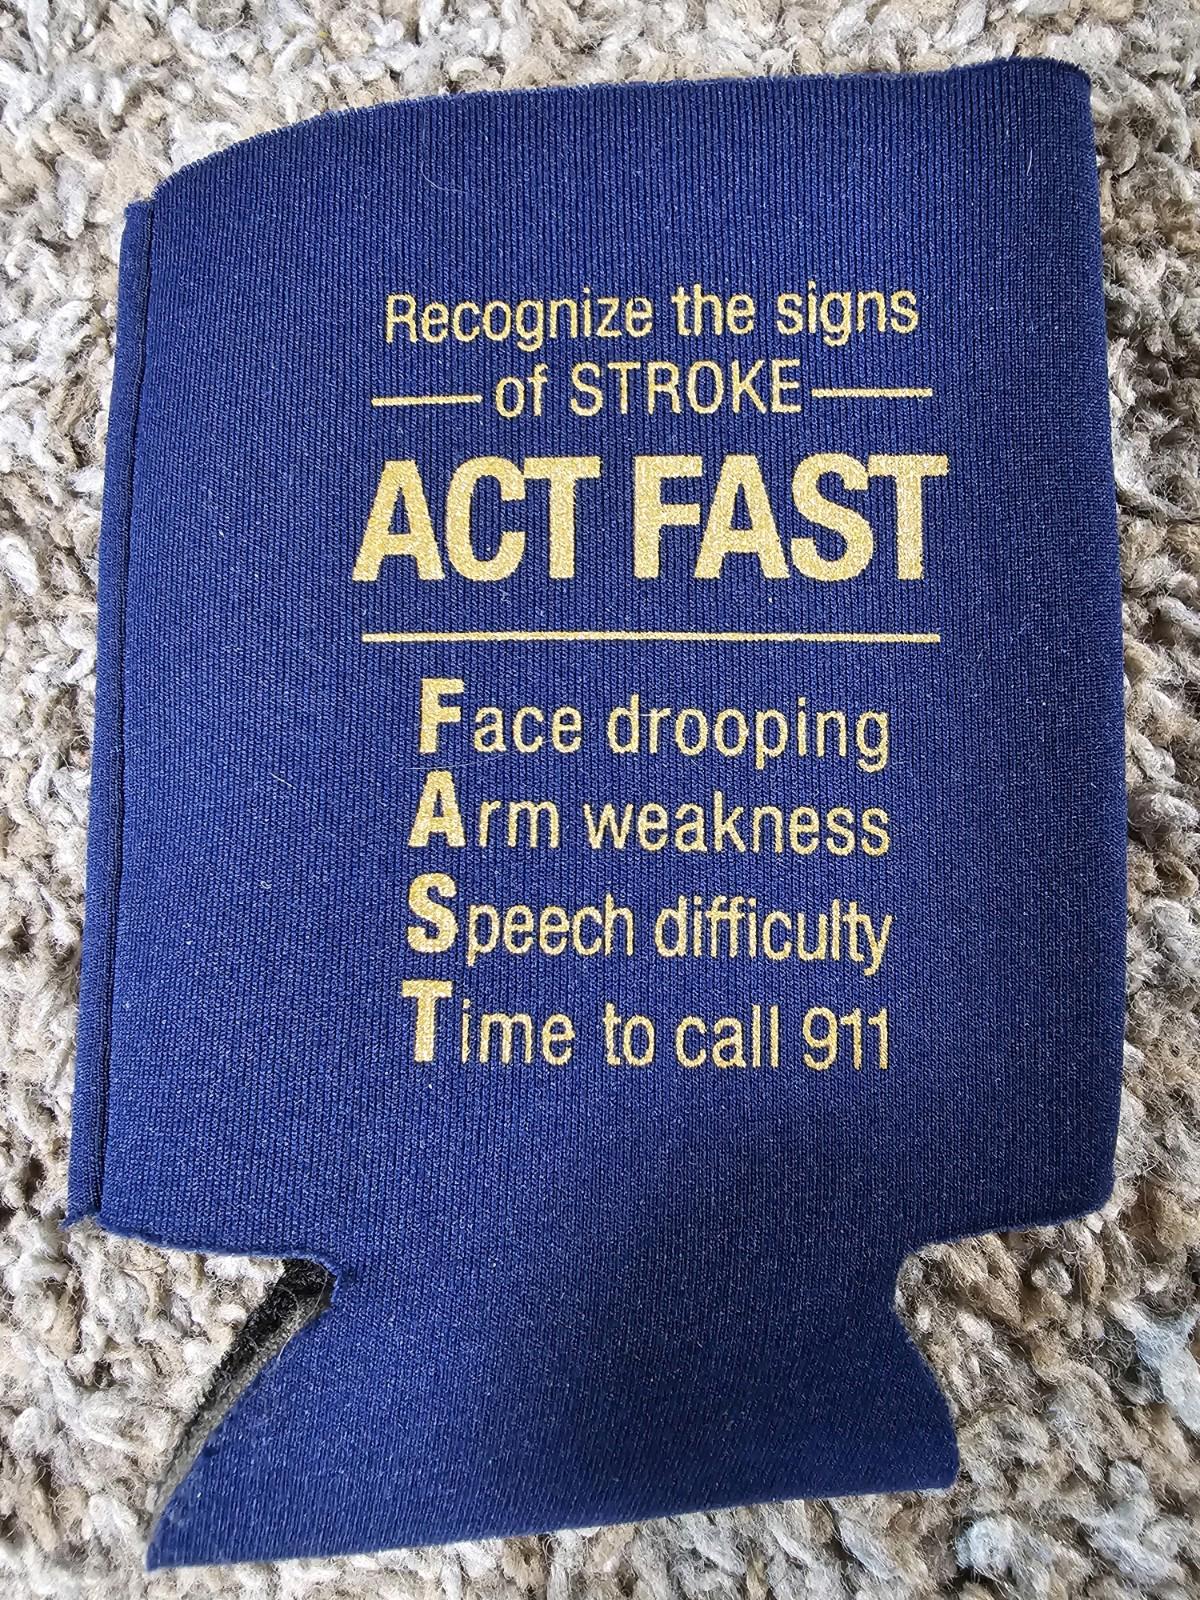 Recognize the signs
of STROKE
ACT FAST
Face drooping
Arm weakness
Speech difficulty
Time to call 911